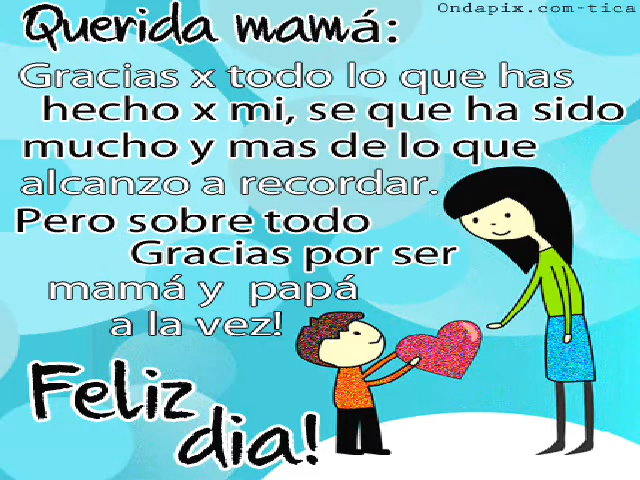 Ondapix.com-tica
Querida mamá:
Gracias x todo lo que has
hecho x mi, se que ha sido
mucho y mas de lo que
alcanzo a recordar.
Pero sobre todo
Gracias por ser
mamá y papá
a la vez!
Feliz
dia!